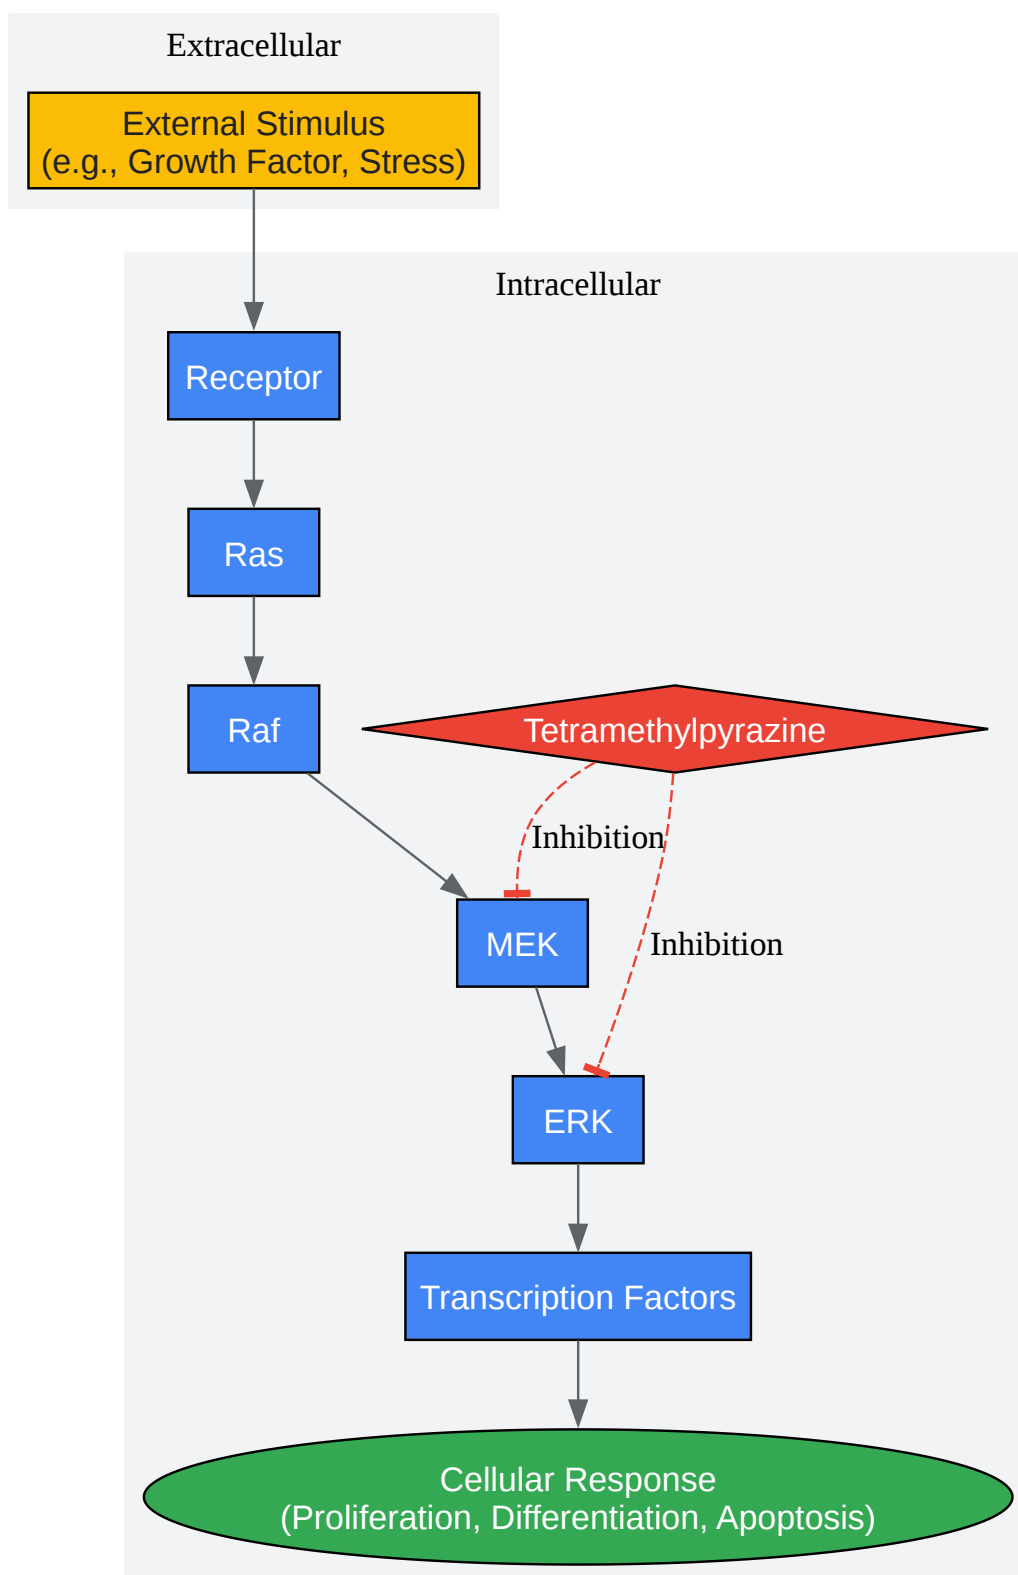 Extracellular
External Stimulus
(e.g., Growth Factor, Stress)
Intracellular
Receptor
Ras
Raf
Tetramethylpyrazine
Inhibition
MEK
Inhibition
ERK
Transcription Factors
Cellular Response
(Proliferation, Differentiation, Apoptosis)